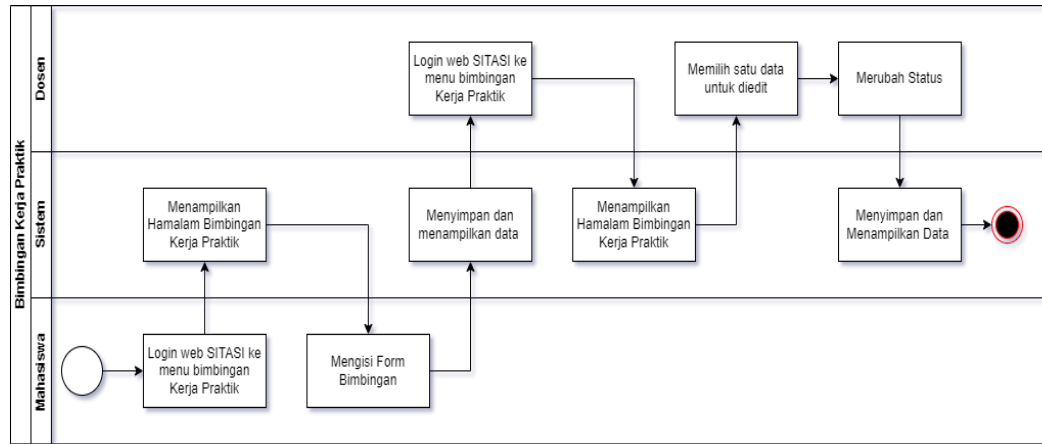 Bimbingan Kerja Praktik
Dosen
Login web SITASI ke
menu bimbingan
Kerja Praktik
Memilih satu data
untuk diedit
Merubah Status
Sistem
Menampilkan
Hamalam Bimbingan
Kerja Praktik
Menyimpan dan
menampilkan data
Menampilkan
Hamalam Bimbingan
Kerja Praktik
Menyimpan dan
Menampilkan Data
Mahasiswa
Login web SITASI ke
menu bimbingan
Kerja Praktik
Mengisi Form
Bimbingan